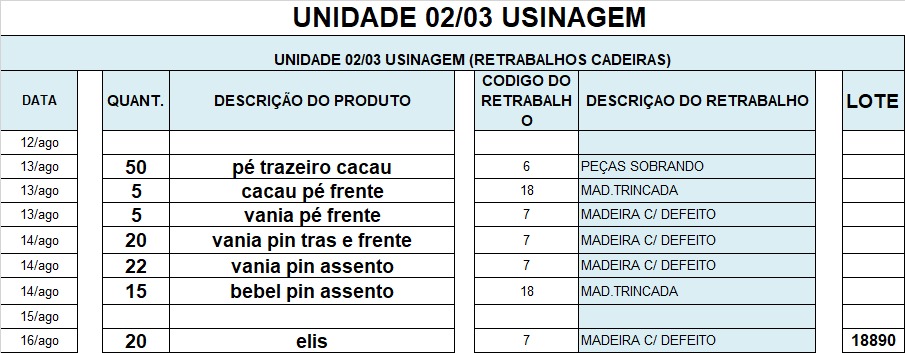 UNIDADE 02/03 USINAGEM
UNIDADE 02/03 USINAGEM (RETRABALHOS CADEIRAS)
DATA QUANT. DESCRIÇÃO DO PRODUTO CODIGO DO RETRABALHO DESCRIÇAO DO RETRABALHO LOTE
12/ago
13/ago 50 pé trazeiro cacau 6 PEÇAS SOBRANDO
13/ago 5 cacau pé frente 18 MAD.TRINCADA
13/ago 5 vania pé frente 7 MADEIRA C/ DEFEITO
14/ago 20 vania pin tras e frente 7 MADEIRA C/ DEFEITO
14/ago 22 vania pin assento 7 MADEIRA C/ DEFEITO
14/ago 15 bebel pin assento 18 MAD.TRINCADA
15/ago
16/ago 20 elis 7 MADEIRA C/ DEFEITO 18890